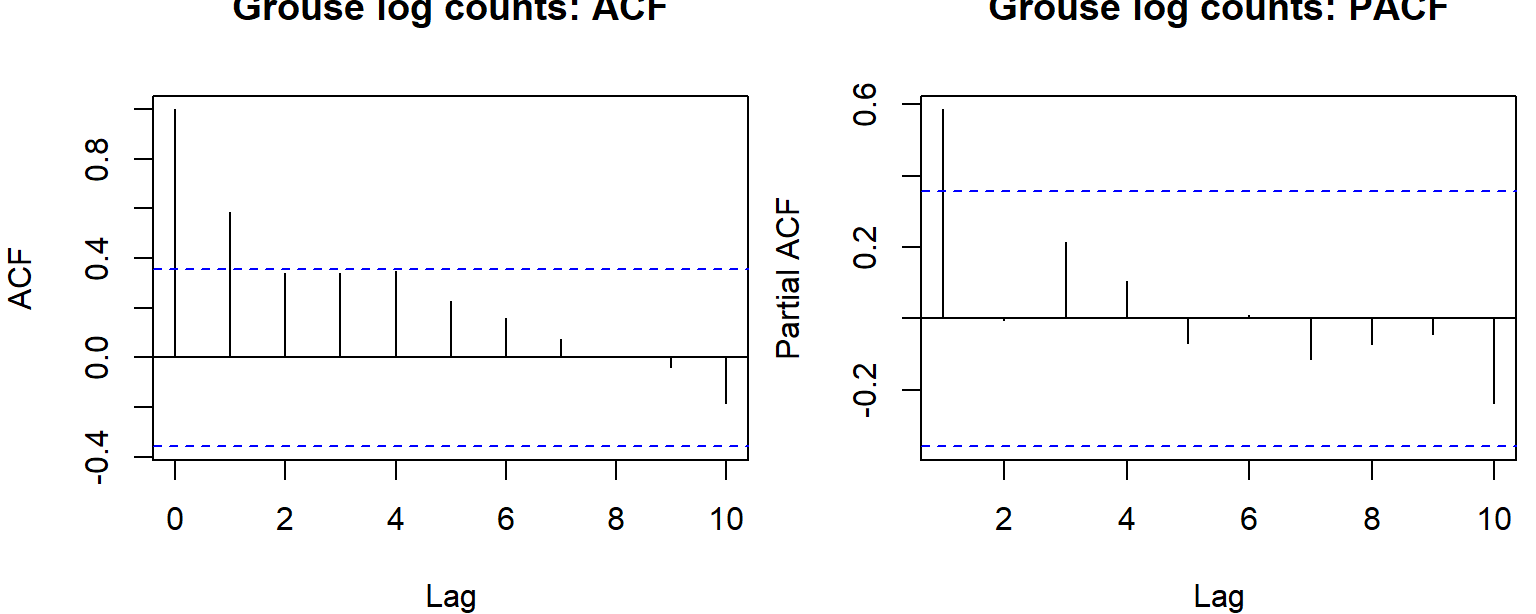 Grouse log counts: ACF
ACF
0.8
0.4
0.0
-0.4
0 2 4 6 8 10
Lag
Grouse log counts: PACF
Partial ACF
0.6
0.2
-0.2
2 4 6 8 10
Lag